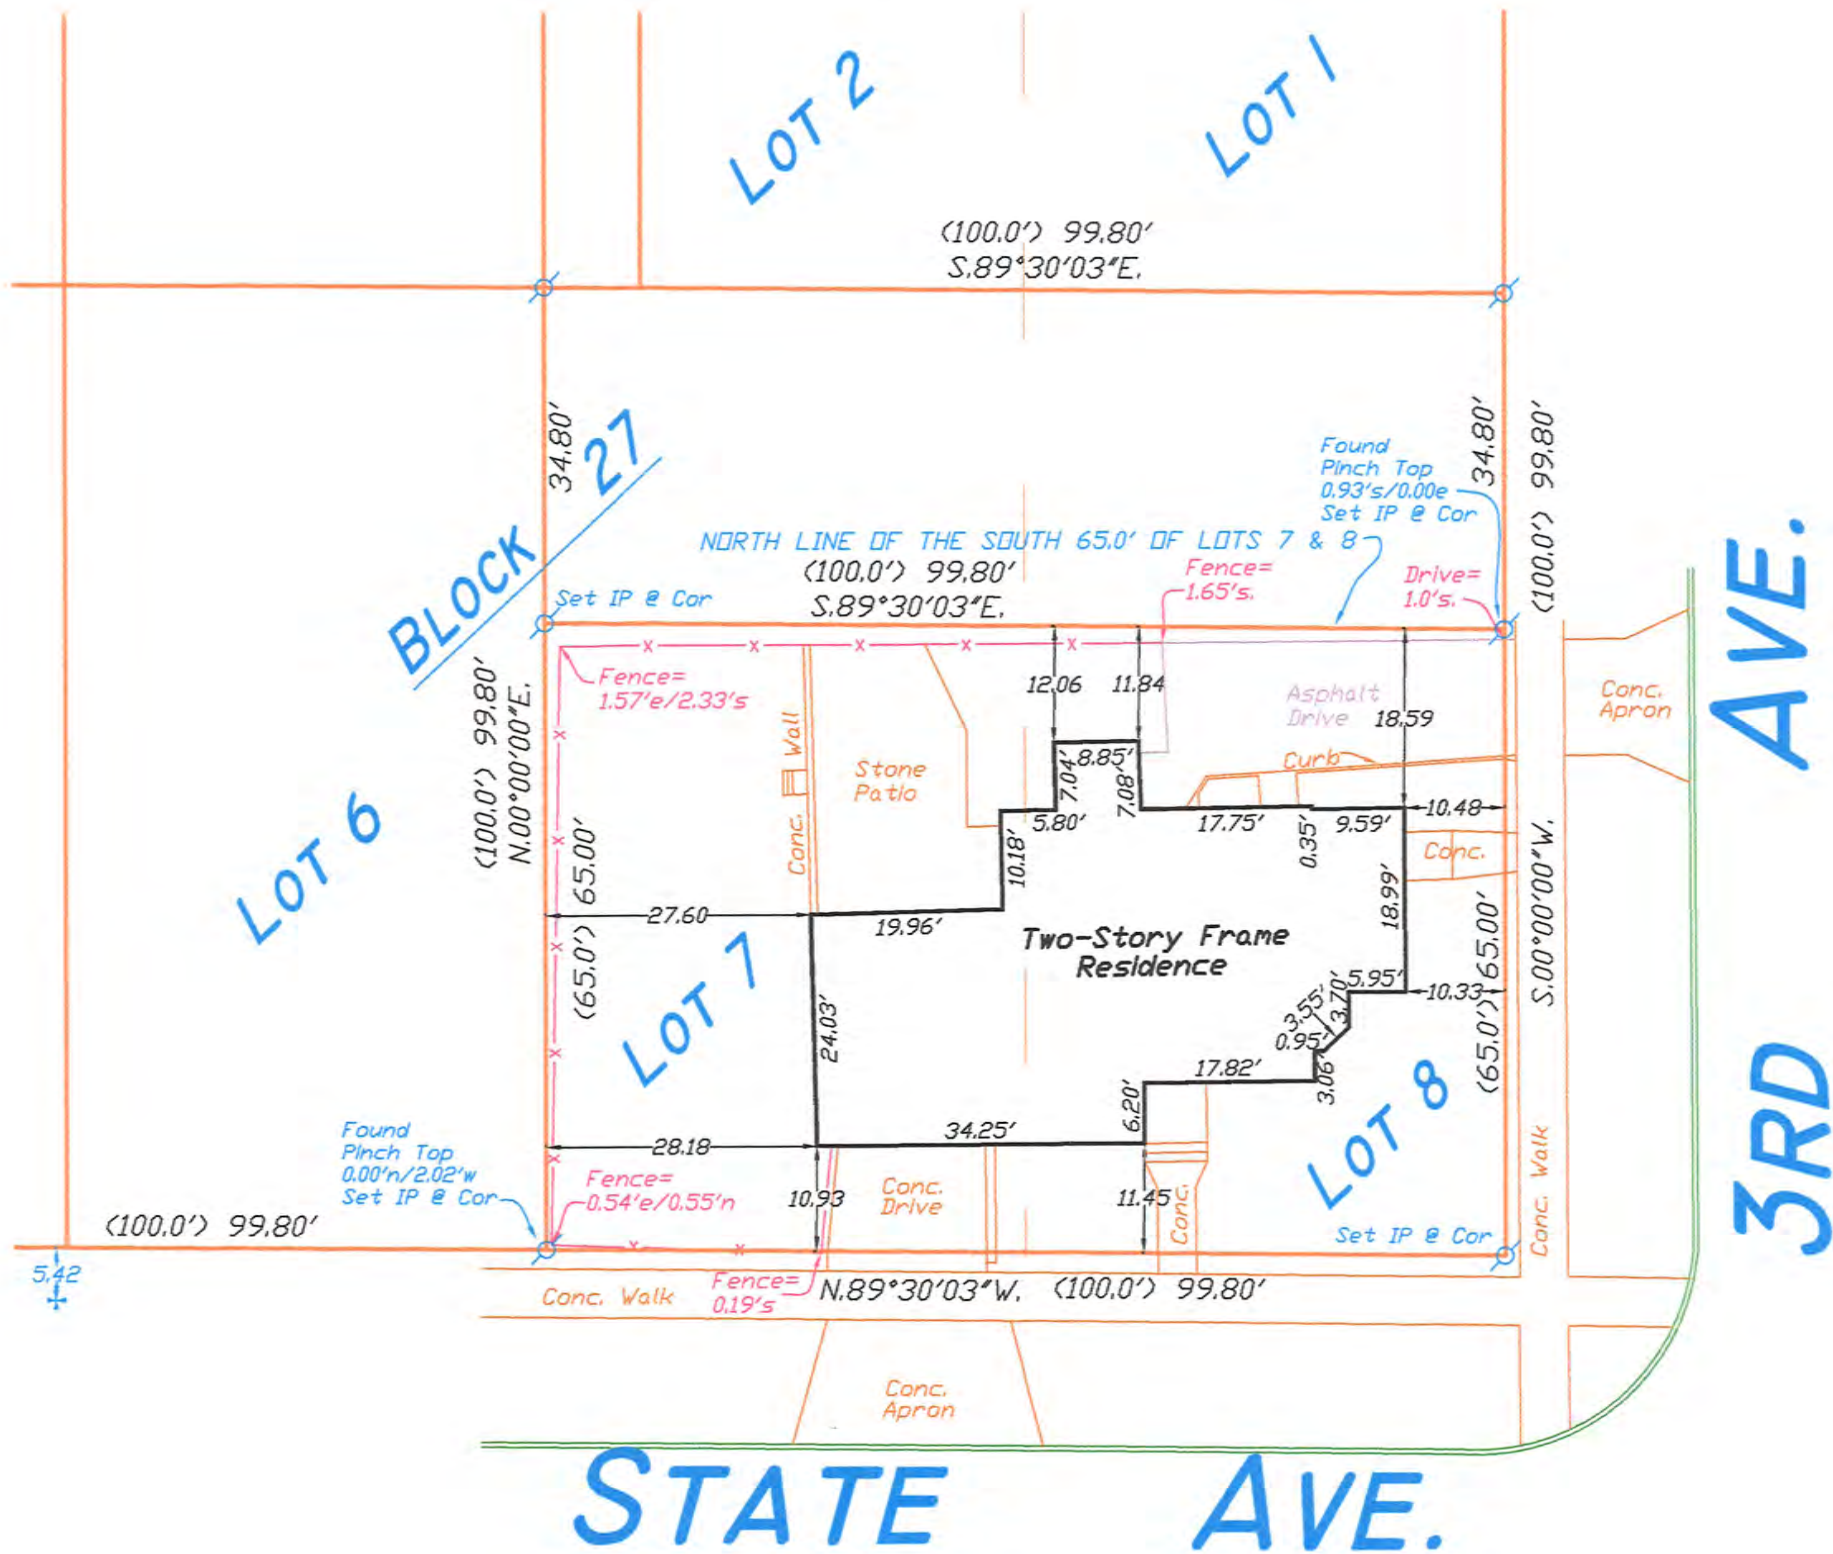 LOT 2
LOT 1
(100.0') 99.80'
S.89°30'03"E.
34.80'
BLOCK 27
34.80'
(100.0') 99.80'
Found
Pinch Top
0.93's/0.00e
Set IP @ Cor
NORTH LINE OF THE SOUTH 65.0' OF LOTS 7 & 8
(100.0') 99.80'
S.89°30'03"E.
Set IP @ Cor
Fence=
1.65's.
Drive=
1.0's.
Fence=
1.57'e/2.33's
12.06
11.84
Asphalt
Drive
18.59
Conc.
Apron
(100.0') 99.80'
N.00°00'00"E.
Conc. Wall
Stone
Patio
8.85'
7.04'
7.08'
Curb
5.80'
17.75'
0.35'
9.59'
10.48
10.18'
Conc.
LOT 6
(65.0') 65.00'
27.60
19.96'
18.99'
S.00°00'00"W.
Two-Story Frame
Residence
LOT 7
24.03'
5.95'
10.33
3.70'
3.55'
0.95
(65.0') 65.00'
17.82'
3.06'
6.20'
LOT 8
34.25'
28.18
Found
Pinch Top
0.00'n/2.02'w
Set IP @ Cor
Fence=
0.54'e/0.55'n
10.93
Conc.
Drive
11.45
Conc.
Conc. Walk
Set IP @ Cor
(100.0') 99.80'
5.42
Conc. Walk
Fence=
0.19's
N.89°30'03"W. (100.0') 99.80'
Conc.
Apron
STATE AVE.
3RD AVE.